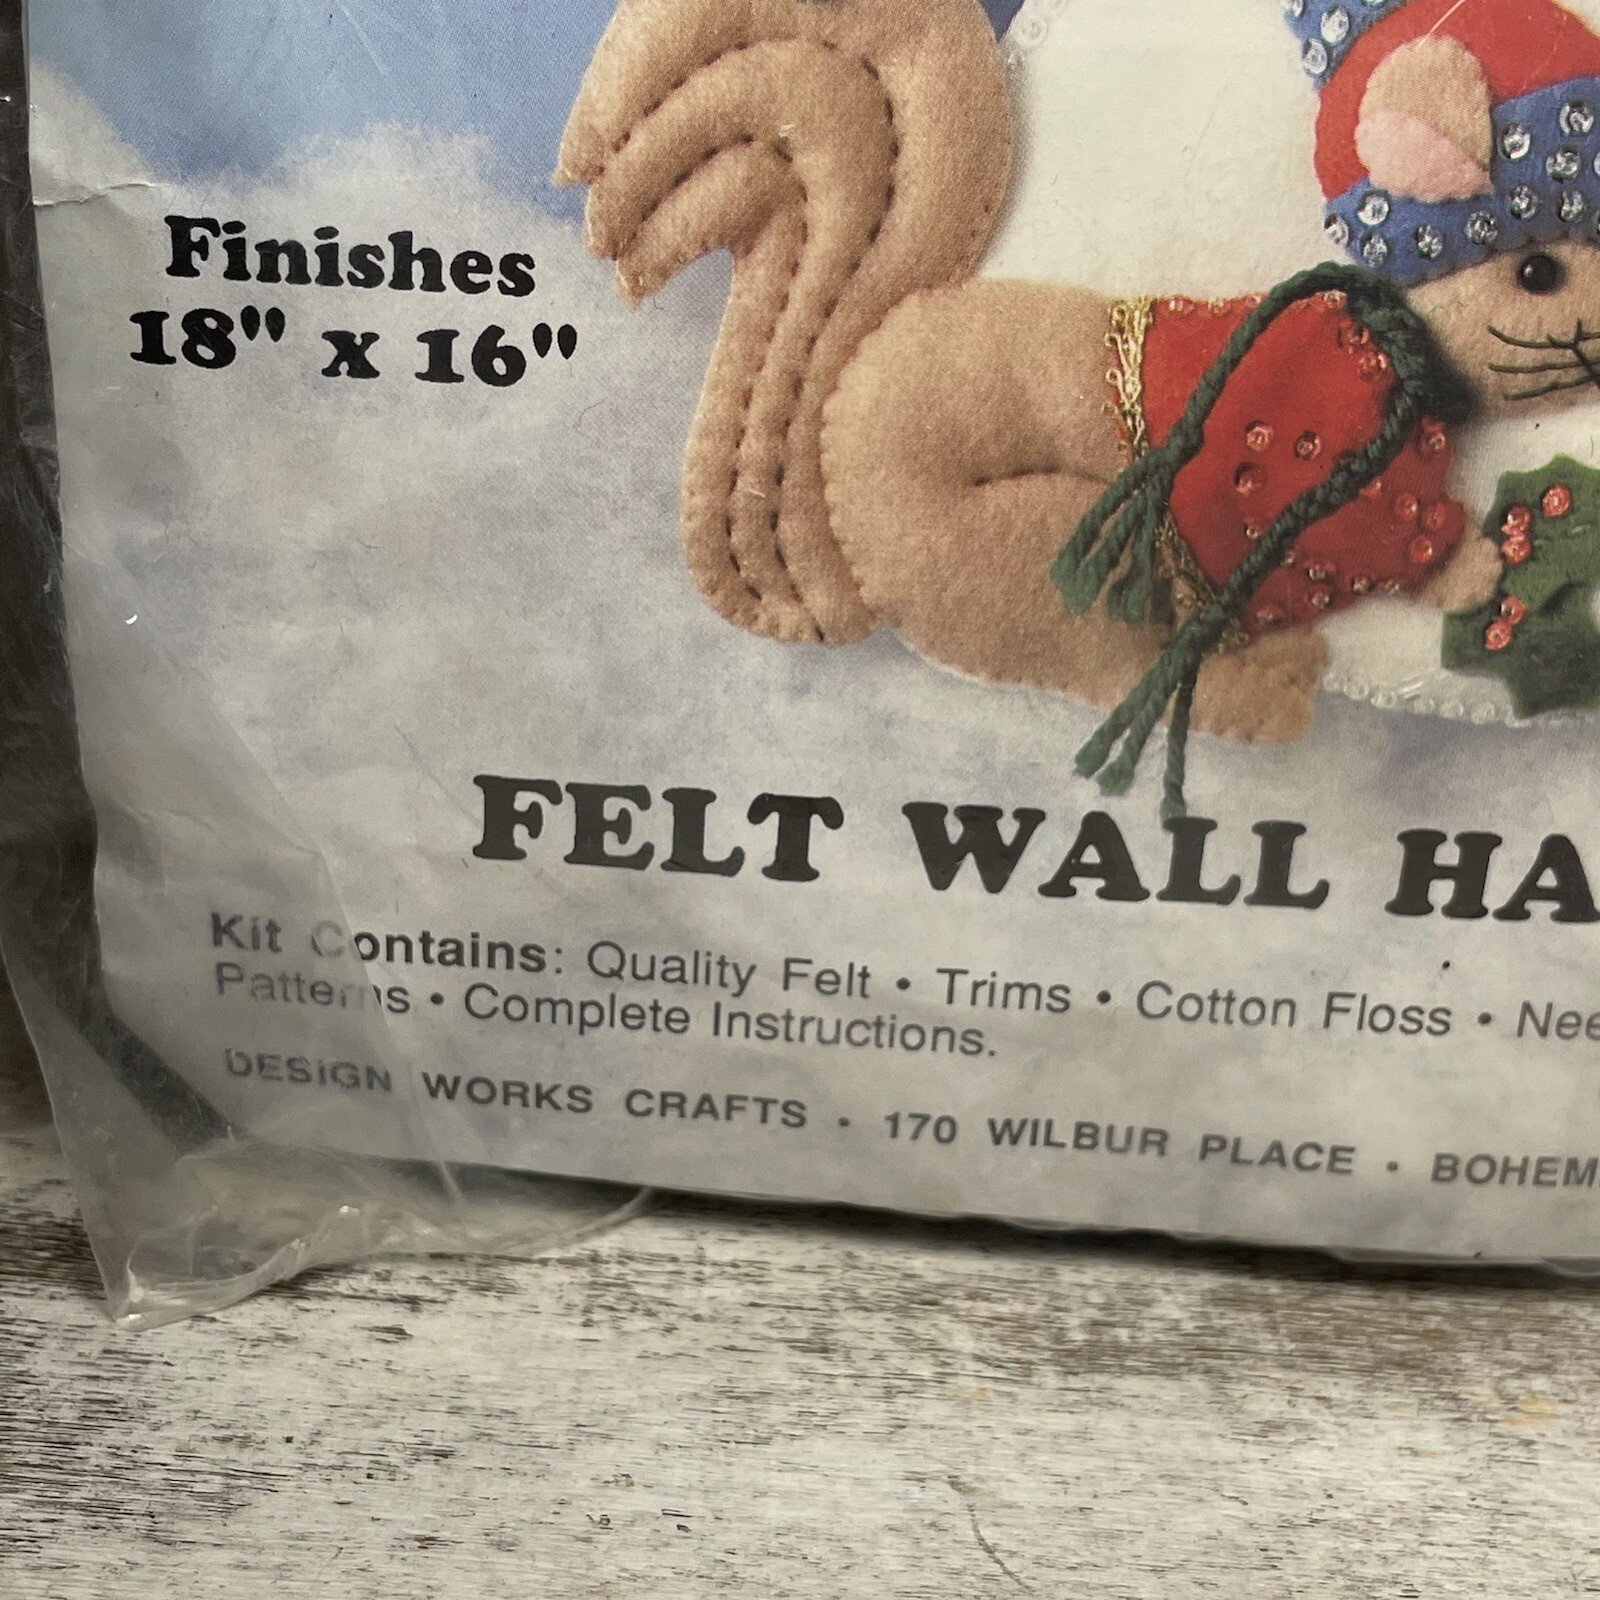 Finishes
18" x 16"
FELT WALL HA
Kit Contains: Quality Felt • Trims • Cotton Floss • Nee
Patterns • Complete Instructions.
DESIGN WORKS CRAFTS • 170 WILBUR PLACE • BOHEM